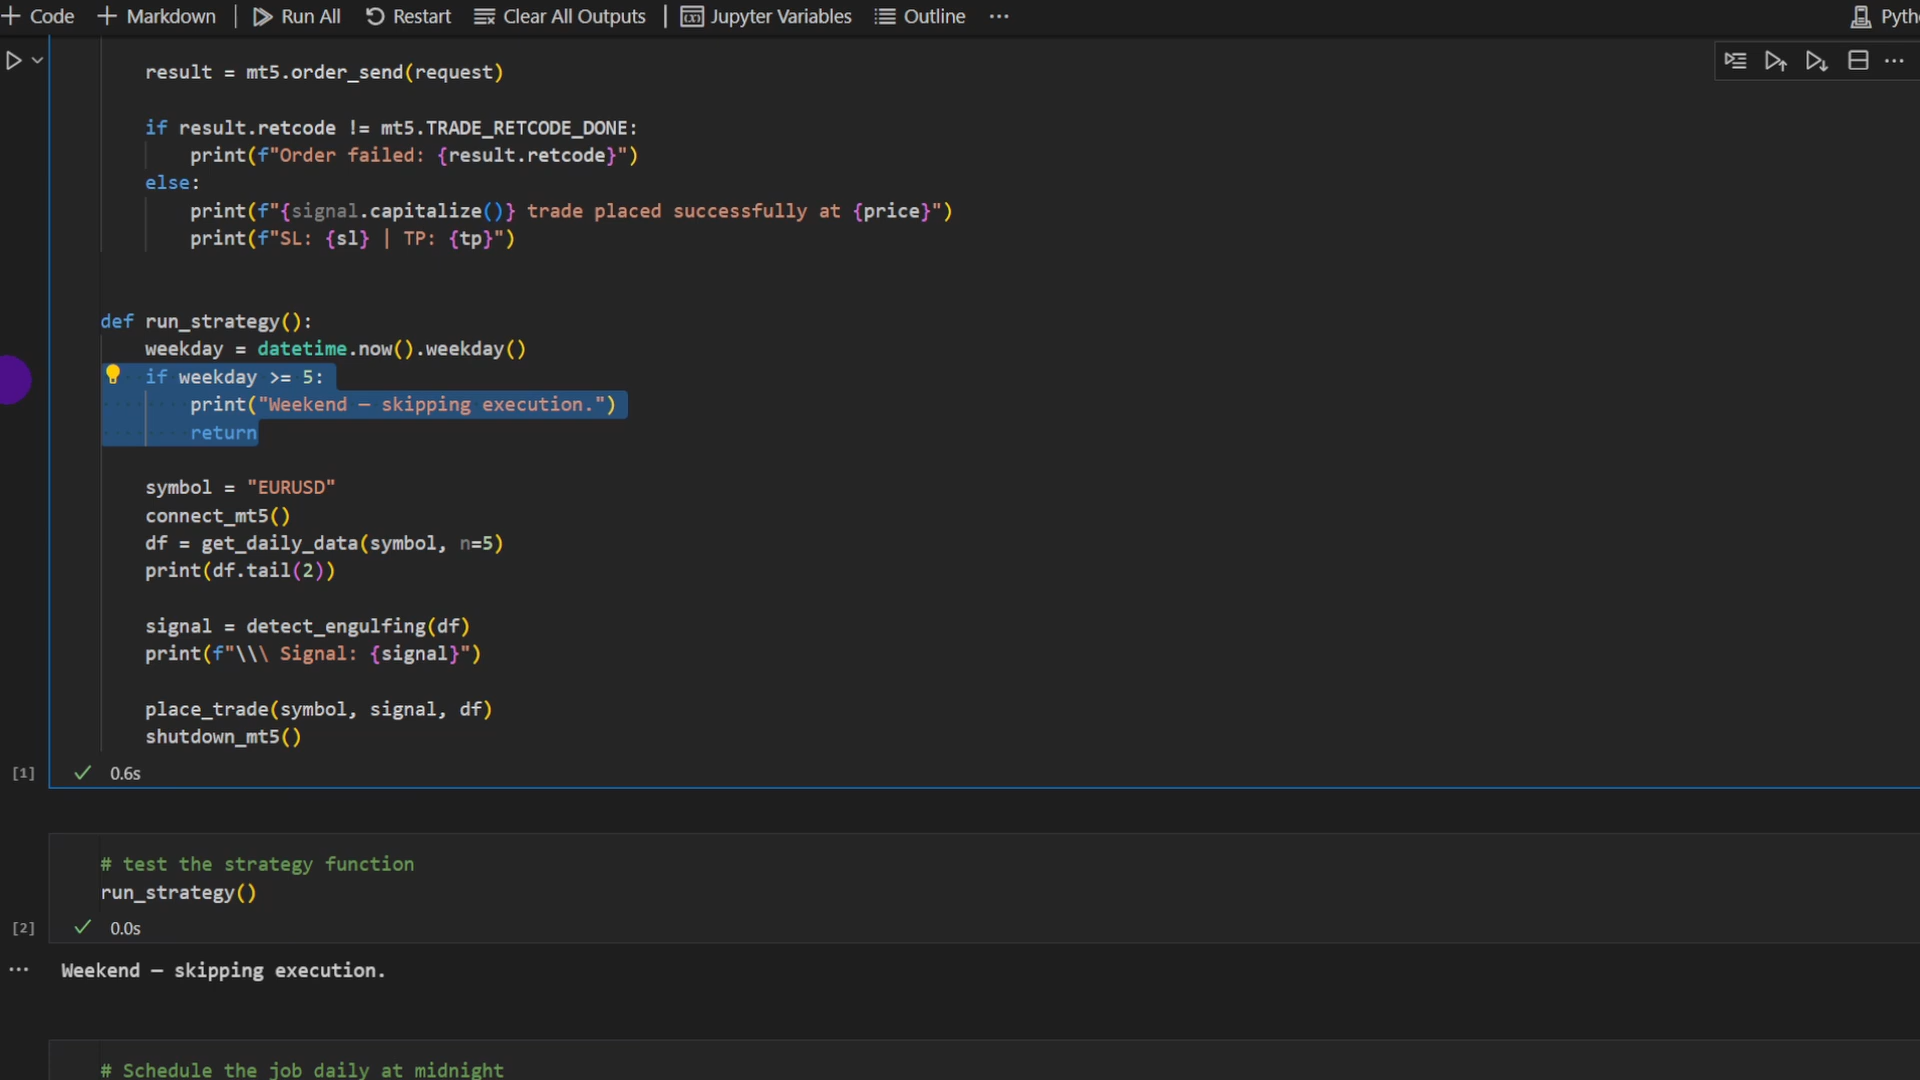 Code Markdown Run All Restart Clear All Outputs Jupyter Variables Outline ··· Pyth
result = mt5.order_send(request)
if result.retcode != mt5.TRADE_RETCODE_DONE:
print(f"Order failed: {result.retcode}")
else:
print(f"{signal.capitalize()} trade placed successfully at {price}")
print(f"SL: {sl} | TP: {tp}")
def run_strategy():
weekday = datetime.now().weekday()
if weekday >= 5:
print("Weekend — skipping execution.")
return
symbol = "EURUSD"
connect_mt5()
df = get_daily_data(symbol, n=5)
print(df.tail(2))
signal = detect_engulfing(df)
print(f"\\\ Signal: {signal}")
place_trade(symbol, signal, df)
shutdown_mt5()
[1] 0.6s
# test the strategy function
run_strategy()
[2] 0.0s
Weekend — skipping execution.
# Schedule the job daily at midnight